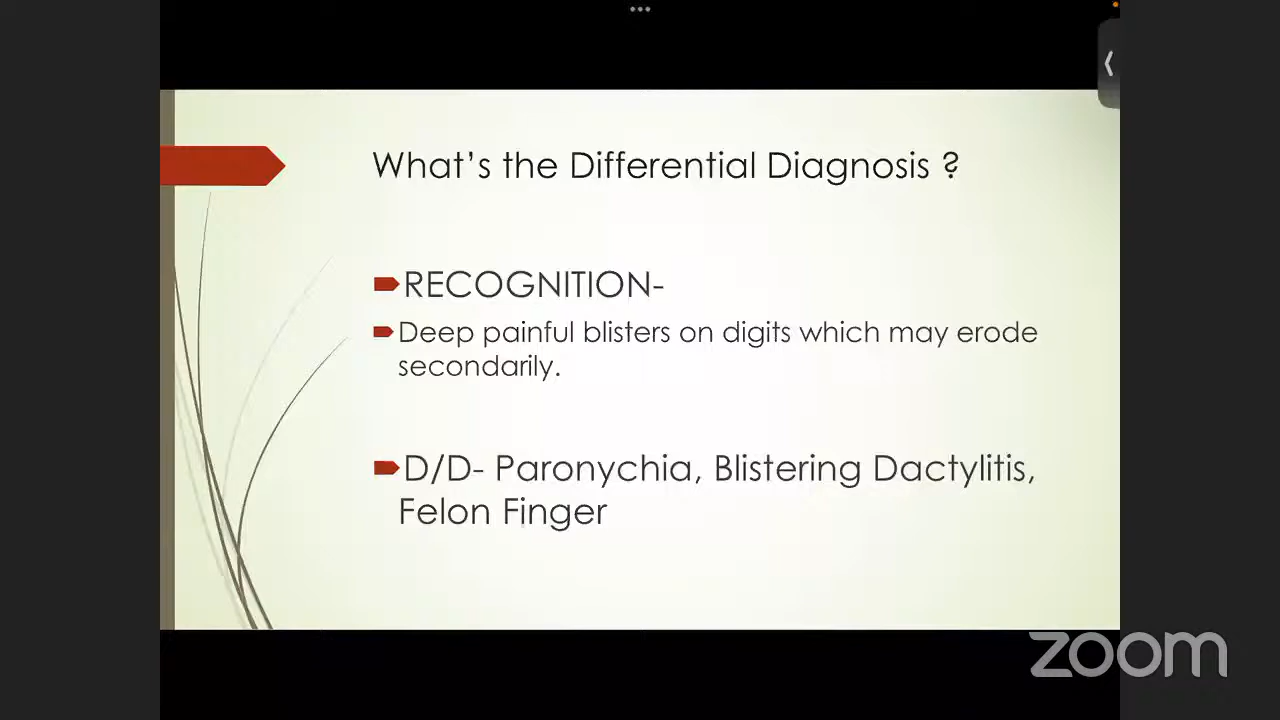 What’s the Differential Diagnosis ?
RECOGNITION-
Deep painful blisters on digits which may erode
secondarily.
D/D- Paronychia, Blistering Dactylitis,
Felon Finger
zoom